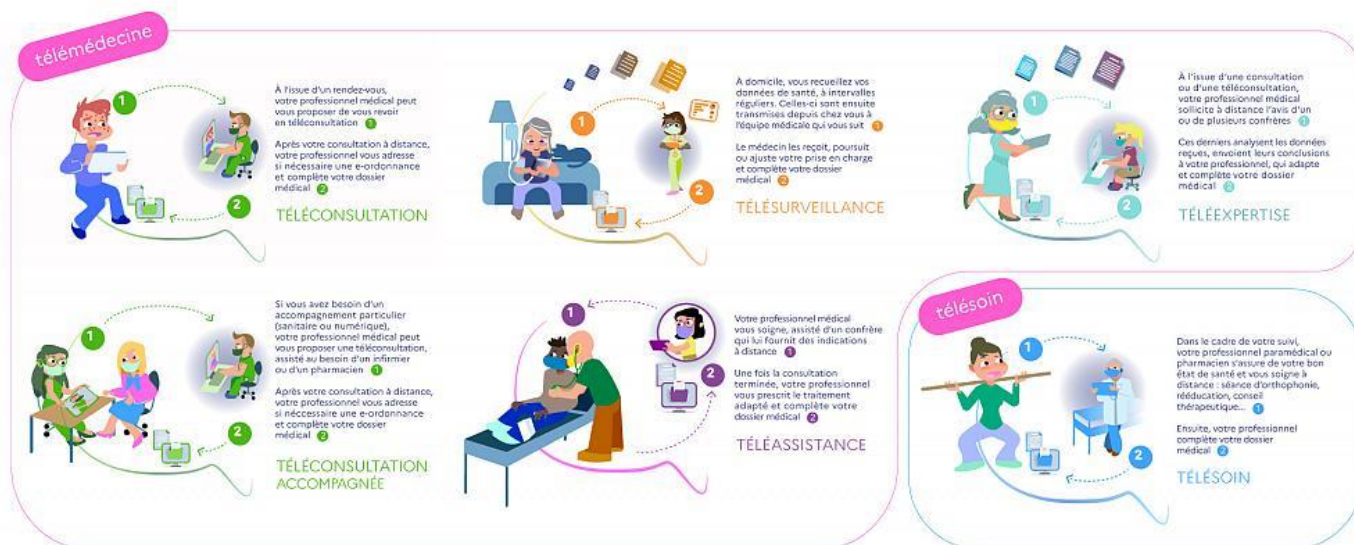 télémédecine
À l'issue d'un rendez-vous,
votre professionnel médical peut
vous proposer de vous revoir
en téléconsultation 1
Après votre consultation à distance,
votre professionnel vous adresse
si nécessaire une e-ordonnance
et complète votre dossier
médical 2
TÉLÉCONSULTATION
1
2
À domicile, vous recueillez vos
données de santé, à intervalles
réguliers. Celles-ci sont ensuite
transmises depuis chez vous à
l'équipe médicale qui vous suit 1
Le médecin les reçoit, poursuit
ou ajuste votre prise en charge
et complète votre dossier
médical 2
TÉLÉSURVEILLANCE
1
2
À l'issue d'une consultation
ou d'une téléconsultation,
votre professionnel médical
sollicite à distance l'avis d'un
ou de plusieurs confrères 1
Ces derniers analysent les données
reçues, envoient leurs conclusions
à votre professionnel, qui adapte
et complète votre dossier
médical 2
TÉLÉEXPERTISE
1
2
Si vous avez besoin d'un
accompagnement particulier
(sanitaire ou numérique),
votre professionnel médical peut
vous proposer une téléconsultation,
assisté au besoin d'un infirmier
ou d'un pharmacien 1
Après votre consultation à distance,
votre professionnel vous adresse
si nécessaire une e-ordonnance
et complète votre dossier
médical 2
TÉLÉCONSULTATION
ACCOMPAGNÉE
1
2
Votre professionnel médical
vous soigne, assisté d'un confrère
qui lui fournit des indications
à distance 1
Une fois la consultation
terminée, votre professionnel
vous prescrit le traitement
adapté et complète votre
dossier médical 2
TÉLÉASSISTANCE
1
2
télésoin
Dans le cadre de votre suivi,
votre professionnel paramédical ou
pharmacien s'assure de votre bon
état de santé et vous soigne à
distance : séance d'orthophonie,
rééducation, conseil
thérapeutique... 1
Ensuite, votre professionnel
complète votre dossier
médical 2
TÉLÉSOIN
1
2